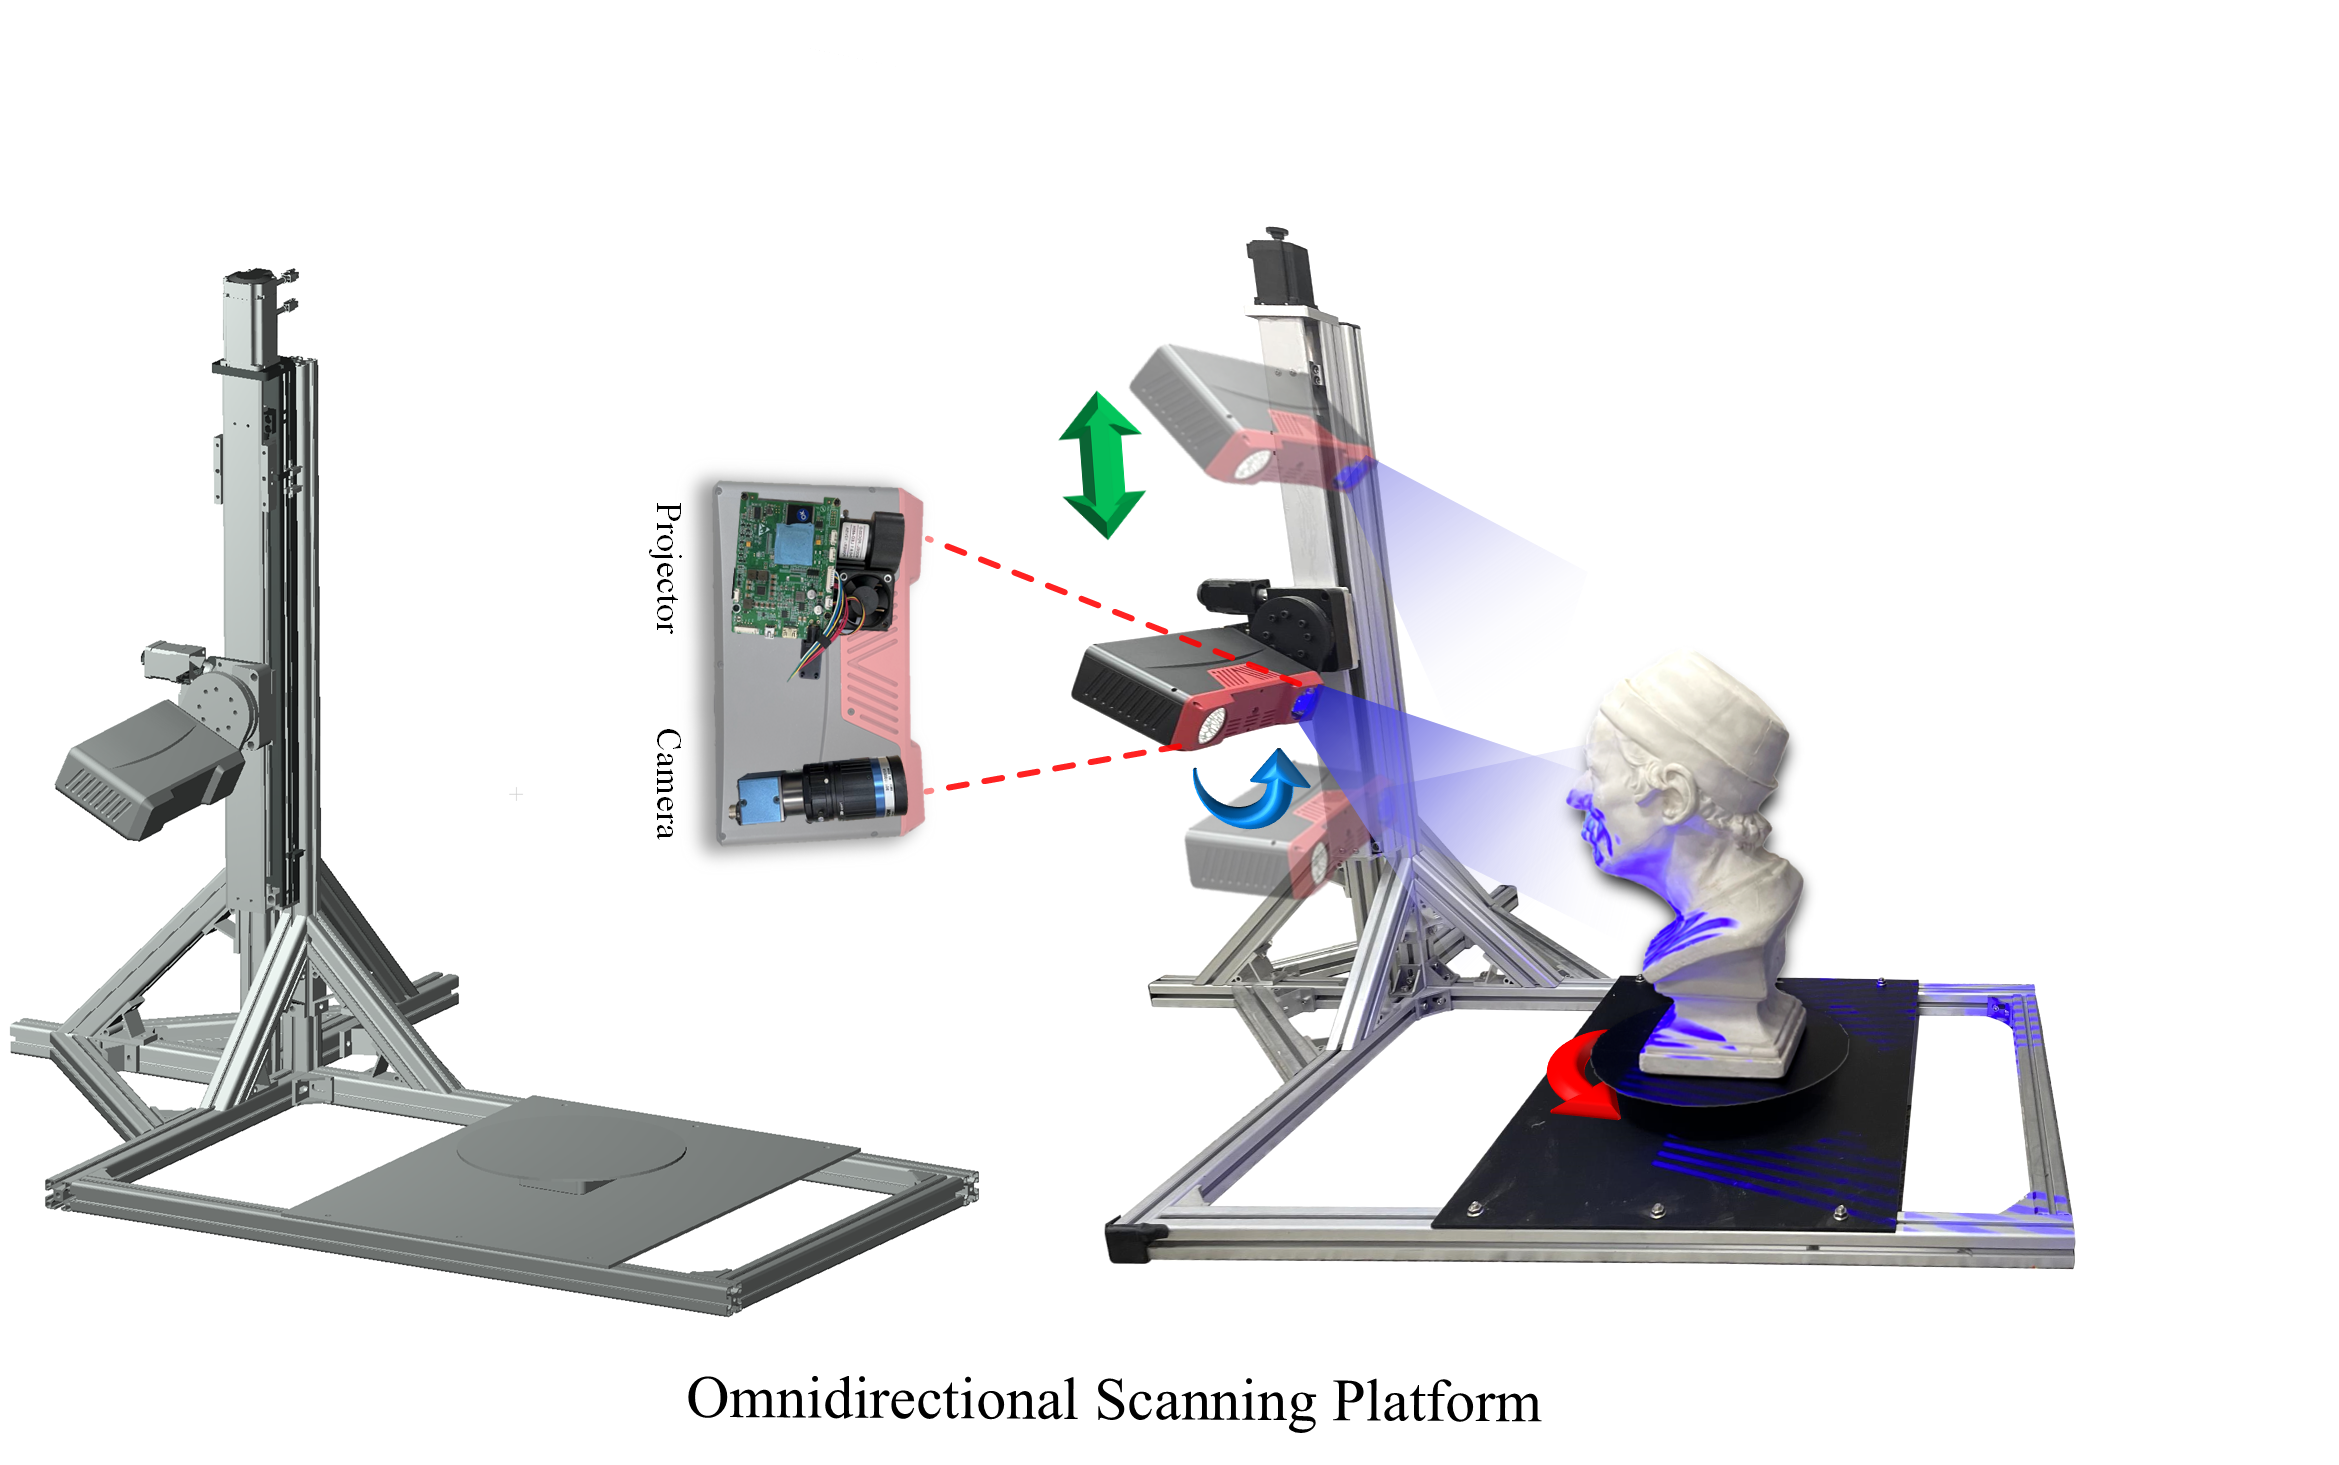 Projector
Camera
Omnidirectional Scanning Platform